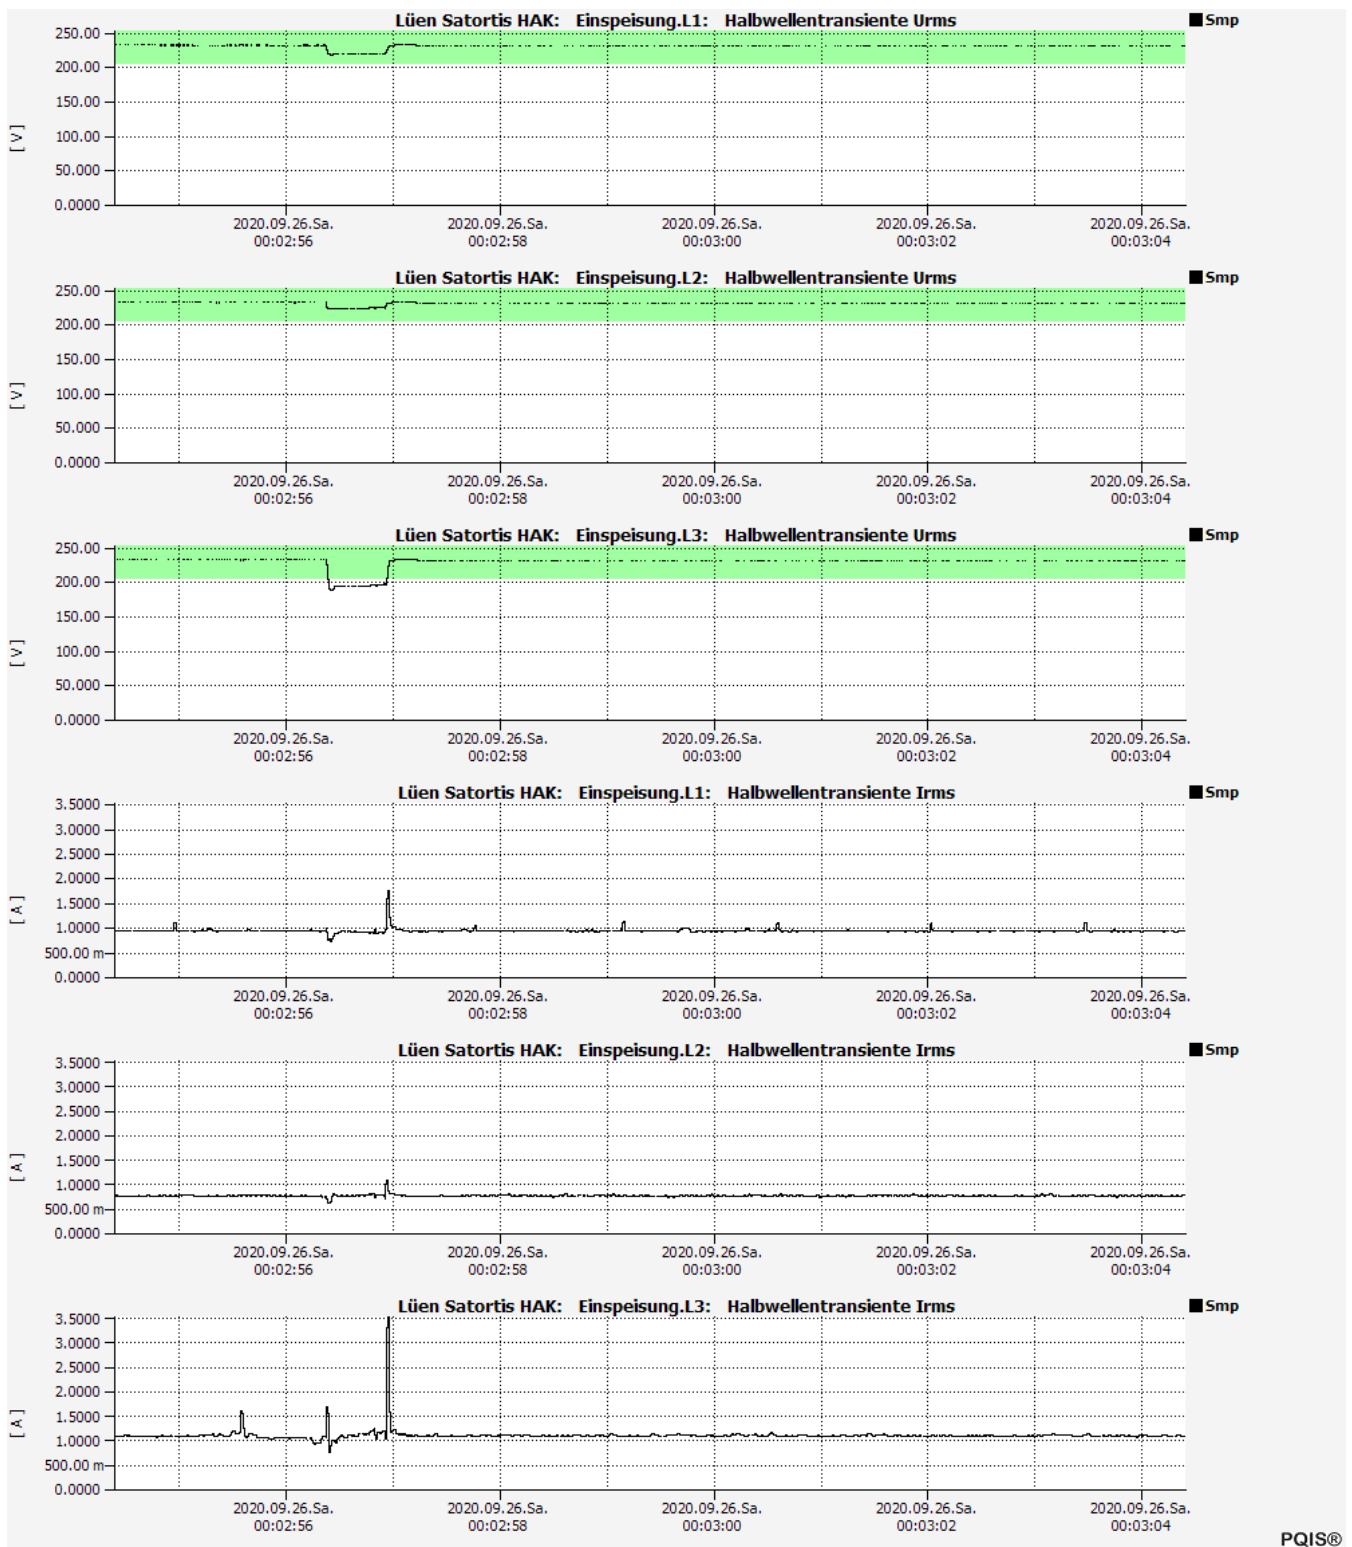 Lüen Satortis HAK: Einspeisung.L1: Halbwellentransiente Urms
Smp
250.00
200.00
150.00
100.00
50.000
0.0000
[ V ]
2020.09.26.Sa. 2020.09.26.Sa. 2020.09.26.Sa. 2020.09.26.Sa. 2020.09.26.Sa.
00:02:56 00:02:58 00:03:00 00:03:02 00:03:04
Lüen Satortis HAK: Einspeisung.L2: Halbwellentransiente Urms
Smp
250.00
200.00
150.00
100.00
50.000
0.0000
[ V ]
2020.09.26.Sa. 2020.09.26.Sa. 2020.09.26.Sa. 2020.09.26.Sa. 2020.09.26.Sa.
00:02:56 00:02:58 00:03:00 00:03:02 00:03:04
Lüen Satortis HAK: Einspeisung.L3: Halbwellentransiente Urms
Smp
250.00
200.00
150.00
100.00
50.000
0.0000
[ V ]
2020.09.26.Sa. 2020.09.26.Sa. 2020.09.26.Sa. 2020.09.26.Sa. 2020.09.26.Sa.
00:02:56 00:02:58 00:03:00 00:03:02 00:03:04
Lüen Satortis HAK: Einspeisung.L1: Halbwellentransiente Irms
Smp
3.5000
3.0000
2.5000
2.0000
1.5000
1.0000
500.00 m
0.0000
[ A ]
2020.09.26.Sa. 2020.09.26.Sa. 2020.09.26.Sa. 2020.09.26.Sa. 2020.09.26.Sa.
00:02:56 00:02:58 00:03:00 00:03:02 00:03:04
Lüen Satortis HAK: Einspeisung.L2: Halbwellentransiente Irms
Smp
3.5000
3.0000
2.5000
2.0000
1.5000
1.0000
500.00 m
0.0000
[ A ]
2020.09.26.Sa. 2020.09.26.Sa. 2020.09.26.Sa. 2020.09.26.Sa. 2020.09.26.Sa.
00:02:56 00:02:58 00:03:00 00:03:02 00:03:04
Lüen Satortis HAK: Einspeisung.L3: Halbwellentransiente Irms
Smp
3.5000
3.0000
2.5000
2.0000
1.5000
1.0000
500.00 m
0.0000
[ A ]
2020.09.26.Sa. 2020.09.26.Sa. 2020.09.26.Sa. 2020.09.26.Sa. 2020.09.26.Sa.
00:02:56 00:02:58 00:03:00 00:03:02 00:03:04
PQIS®